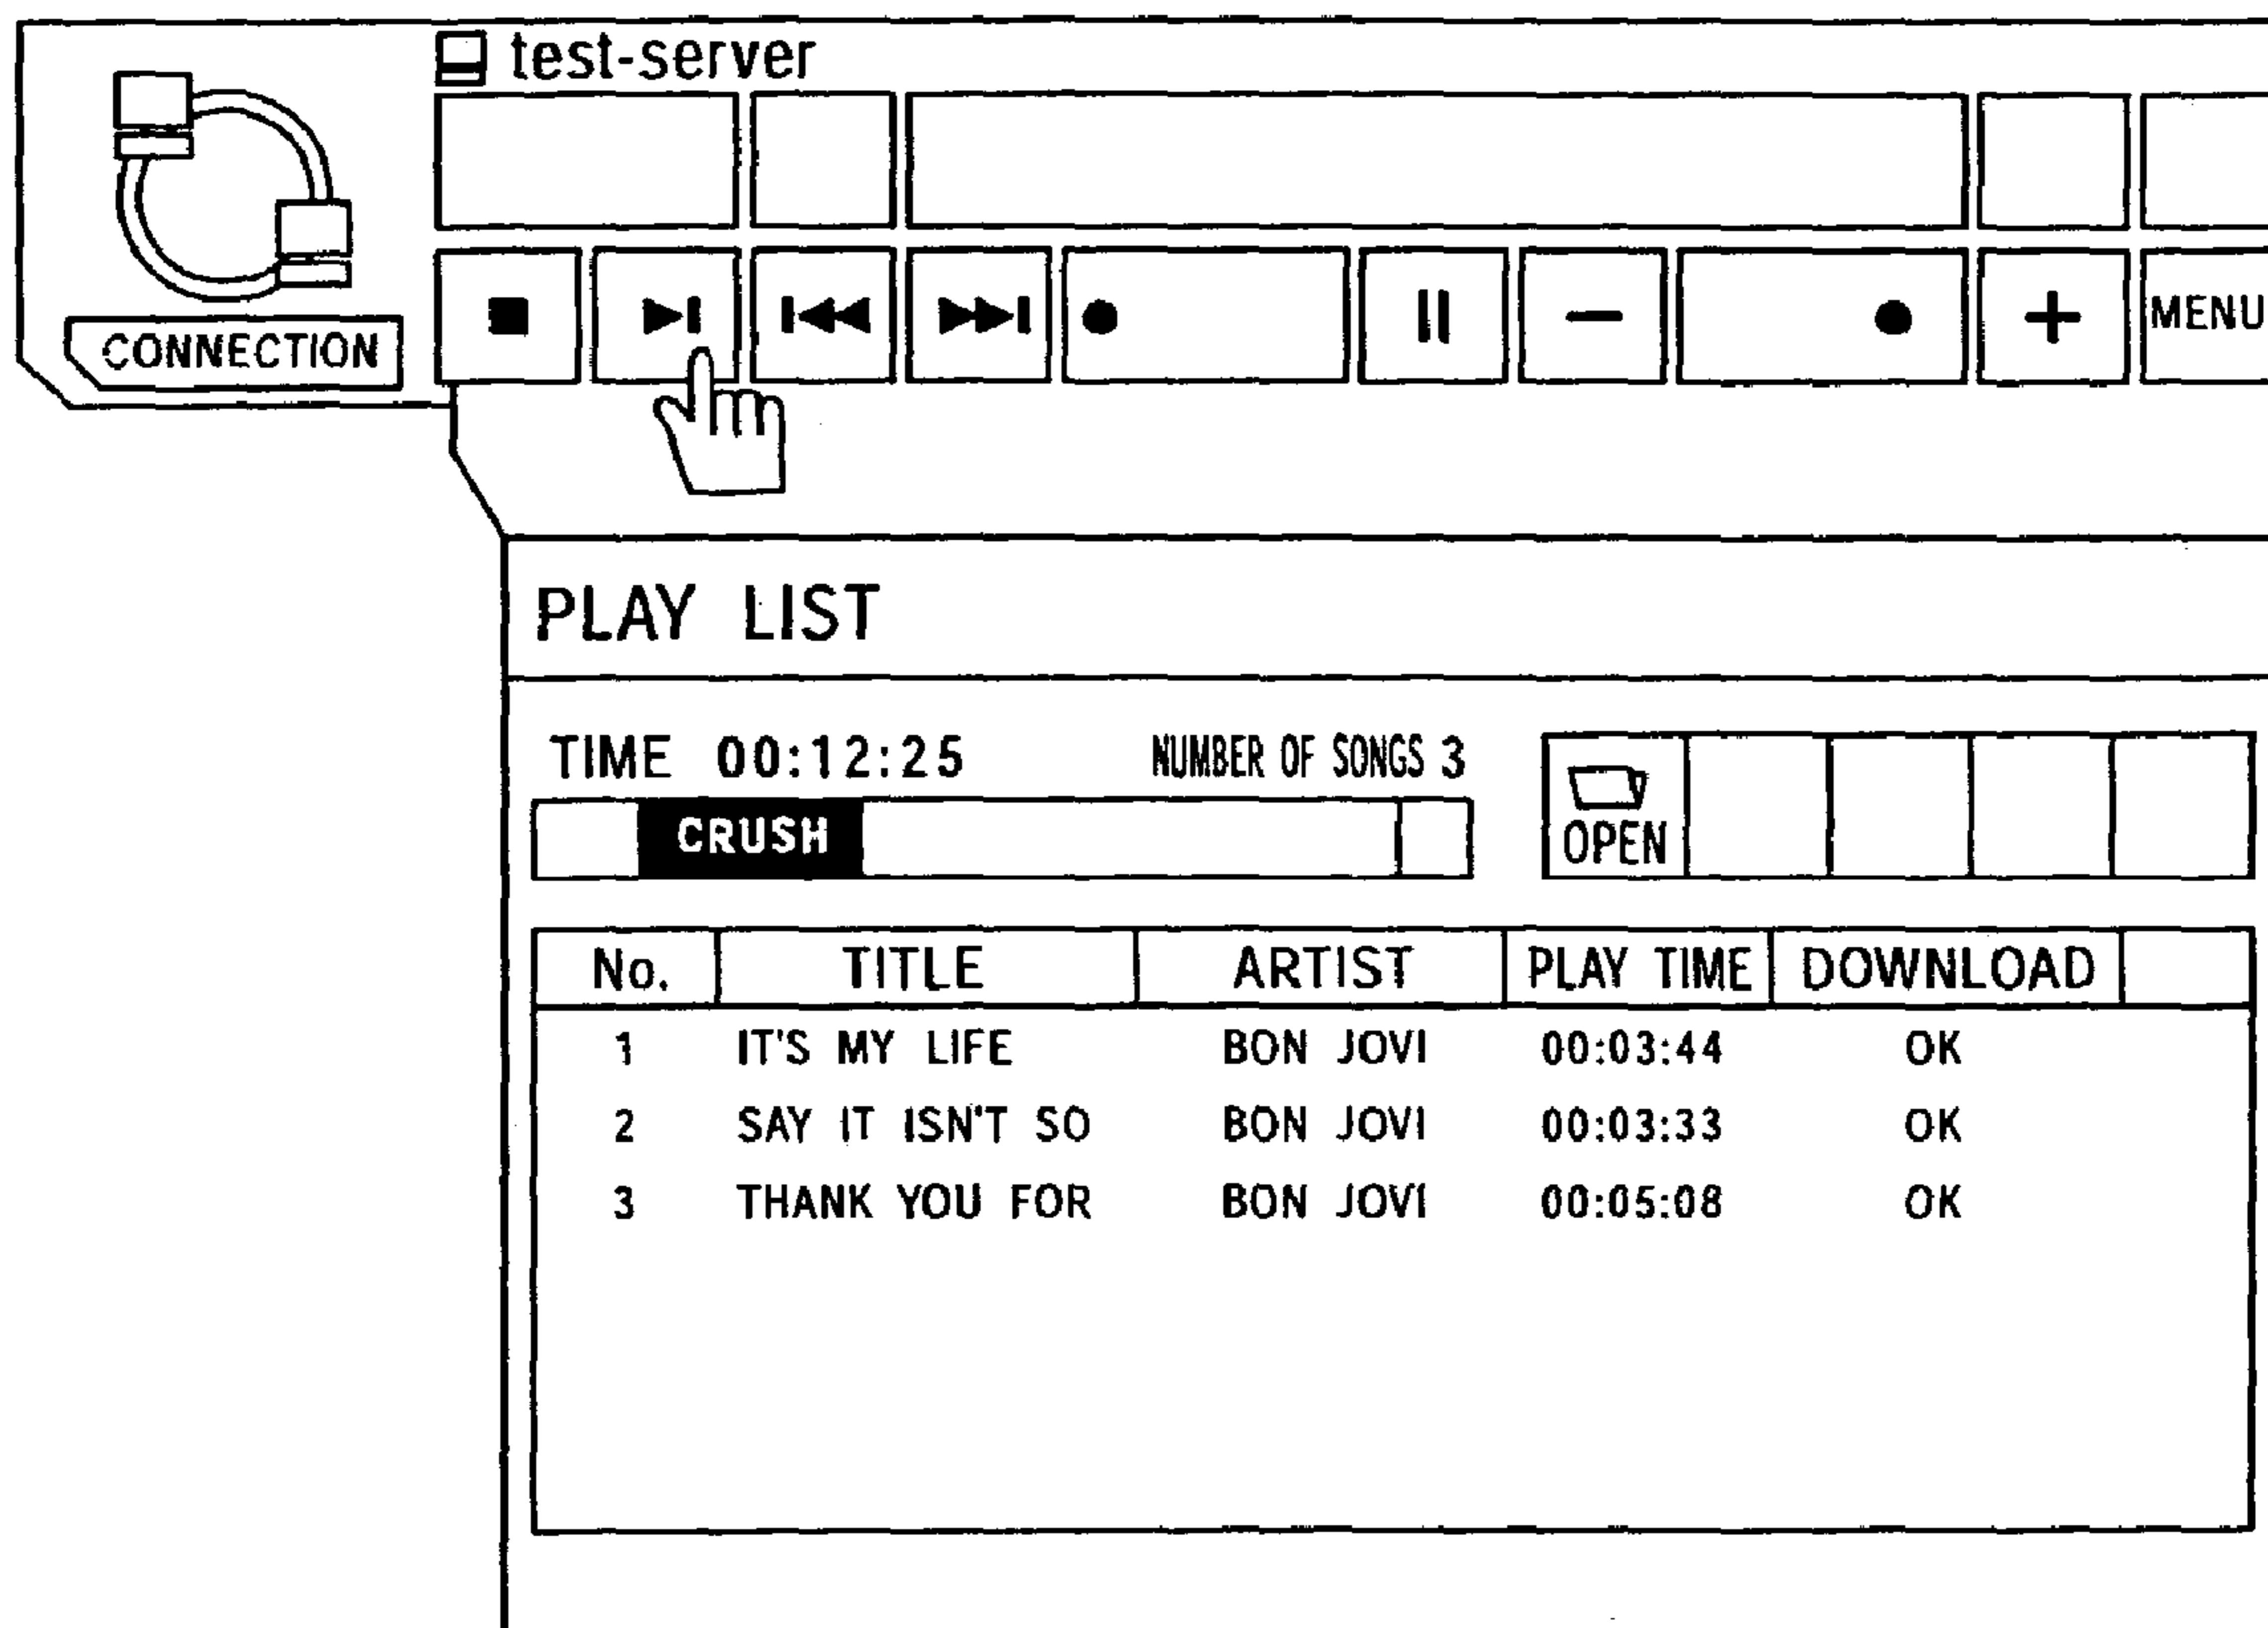 test-server
CONNECTION
MENU
PLAY LIST
TIME 00:12:25 NUMBER OF SONGS 3
CRUSH
OPEN
No. TITLE ARTIST PLAY TIME DOWNLOAD
1 IT'S MY LIFE BON JOVI 00:03:44 OK
2 SAY IT ISN'T SO BON JOVI 00:03:33 OK
3 THANK YOU FOR BON JOVI 00:05:08 OK